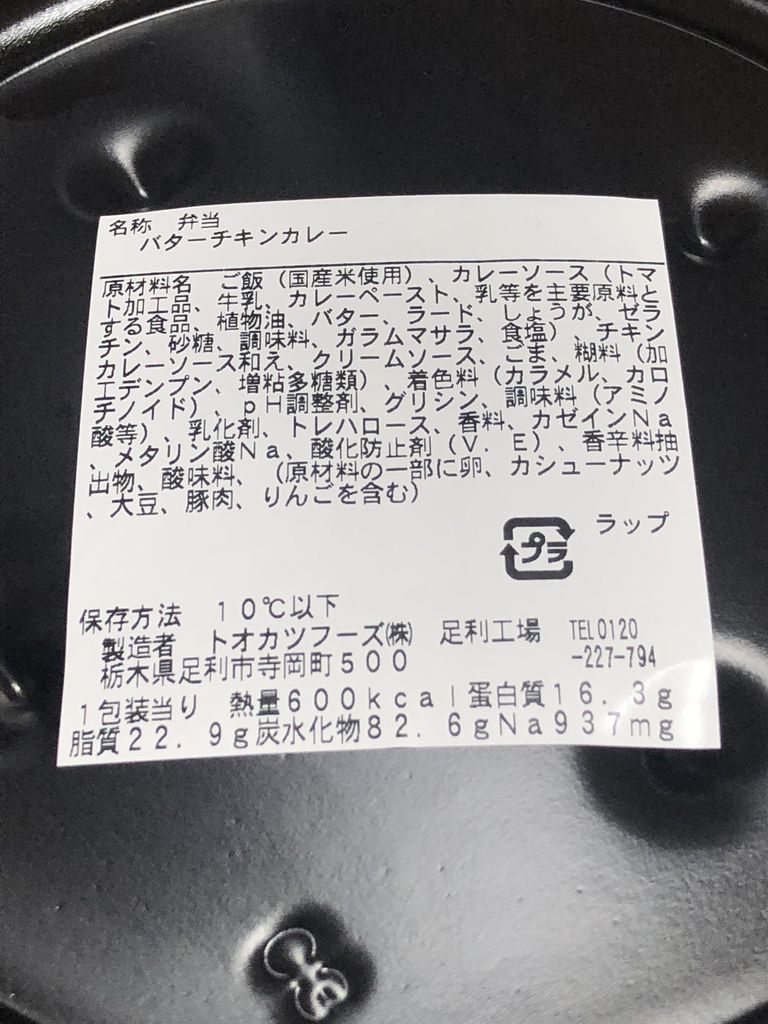 名称　弁当
バターチキンカレー
原材料名　ご飯（国産米使用）、カレーソース（トマ
ト加工品、牛乳、カレーペースト、乳等を主要原料と
する食品、植物油、バター、ラード、しょうが、ゼラ
チン、砂糖、調味料、ガラムマサラ、食塩）、チキン
カレーソース和え、クリームソース、ごま、糊料（加
工デンプン、増粘多糖類）、着色料（カラメル、カロ
チノイド）、ｐＨ調整剤、グリシン、調味料（アミノ
酸等）、乳化剤、トレハロース、香料、カゼインＮａ
、メタリン酸Ｎａ、酸化防止剤（Ｖ．Ｅ）、香辛料抽
出物、酸味料、（原材料の一部に卵、カシューナッツ
、大豆、豚肉、りんごを含む）
プラ
ラップ
保存方法　１０℃以下
製造者　トオカツフーズ㈱　足利工場　TEL0120
栃木県足利市寺岡町５００　-227-794
１包装当り　熱量６００ｋｃａｌ蛋白質１６．３ｇ
脂質２２．９ｇ炭水化物８２．６ｇＮａ９３７ｍｇ